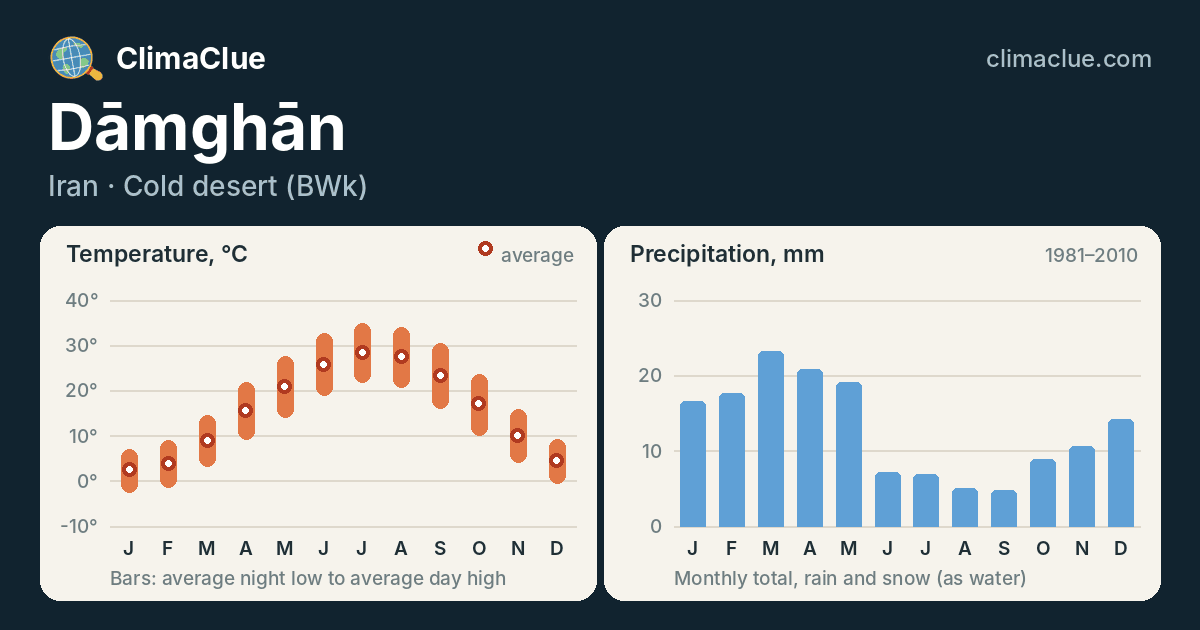 ClimaClue
climaclue.com
Dāmghān
Iran · Cold desert (BWk)
Temperature, °C
average
40°
30°
20°
10°
0°
-10°
J F M A M J J A S O N D
Bars: average night low to average day high
Precipitation, mm
1981–2010
30
20
10
0
J F M A M J J A S O N D
Monthly total, rain and snow (as water)